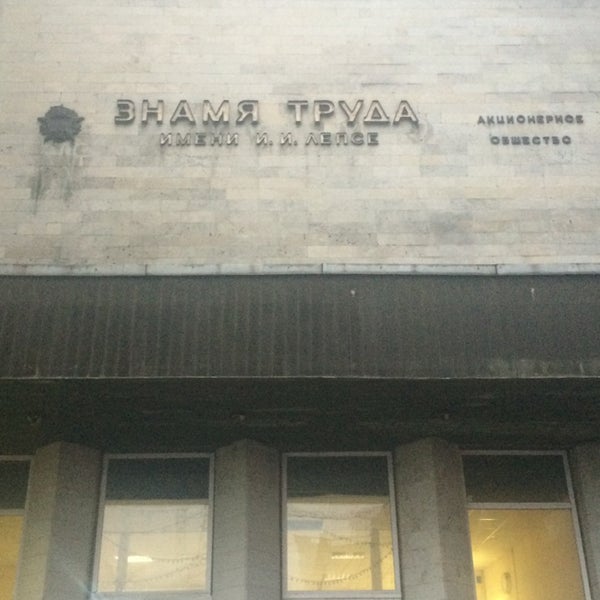 ЗНАМЯ ТРУДА
ИМЕНИ И.И. ЛЕПСЕ
АКЦИОНЕРНОЕ
ОБЩЕСТВО